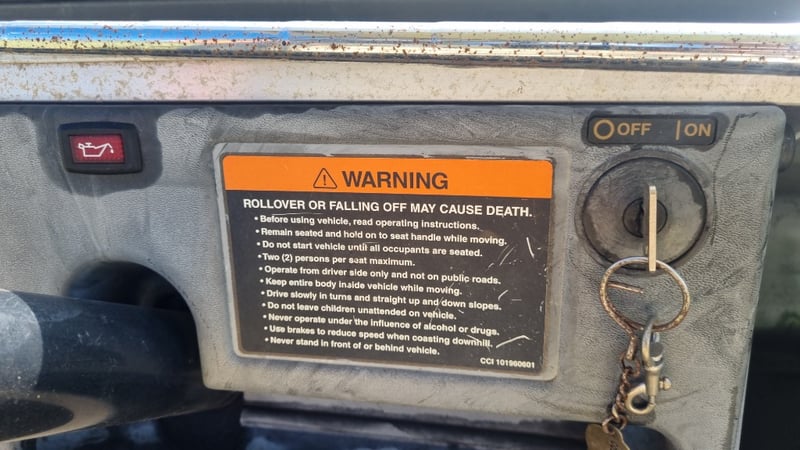 OFF ON
WARNING
ROLLOVER OR FALLING OFF MAY CAUSE DEATH.
• Before using vehicle, read operating instructions.
• Remain seated and hold on to seat handle while moving.
• Do not start vehicle until all occupants are seated.
• Two (2) persons per seat maximum.
• Operate from driver side only and not on public roads.
• Keep entire body inside vehicle while moving.
• Drive slowly in turns and straight up and down slopes.
• Do not leave children unattended on vehicle.
• Never operate under the influence of alcohol or drugs.
• Use brakes to reduce speed when coasting downhill.
• Never stand in front of or behind vehicle.
CCI 101960601